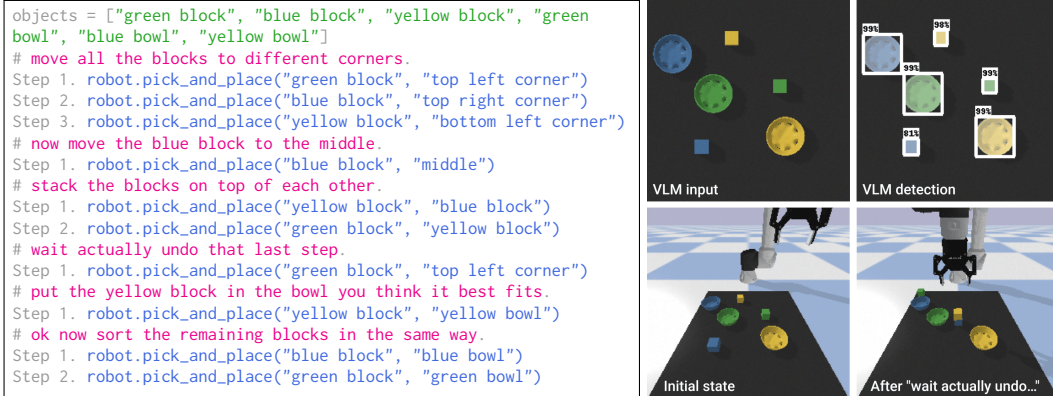 objects = ["green block", "blue block", "yellow block", "green
bowl", "blue bowl", "yellow bowl"]
# move all the blocks to different corners.
Step 1. robot.pick_and_place("green block", "top left corner")
Step 2. robot.pick_and_place("blue block", "top right corner")
Step 3. robot.pick_and_place("yellow block", "bottom left corner")
# now move the blue block to the middle.
Step 1. robot.pick_and_place("blue block", "middle")
# stack the blocks on top of each other.
Step 1. robot.pick_and_place("yellow block", "blue block")
Step 2. robot.pick_and_place("green block", "yellow block")
# wait actually undo that last step.
Step 1. robot.pick_and_place("green block", "top left corner")
# put the yellow block in the bowl you think it best fits.
Step 1. robot.pick_and_place("yellow block", "yellow bowl")
# ok now sort the remaining blocks in the same way.
Step 1. robot.pick_and_place("blue block", "blue bowl")
Step 2. robot.pick_and_place("green block", "green bowl")
VLM input
99%
98%
99%
99%
99%
81%
VLM detection
Initial state
After "wait actually undo…"